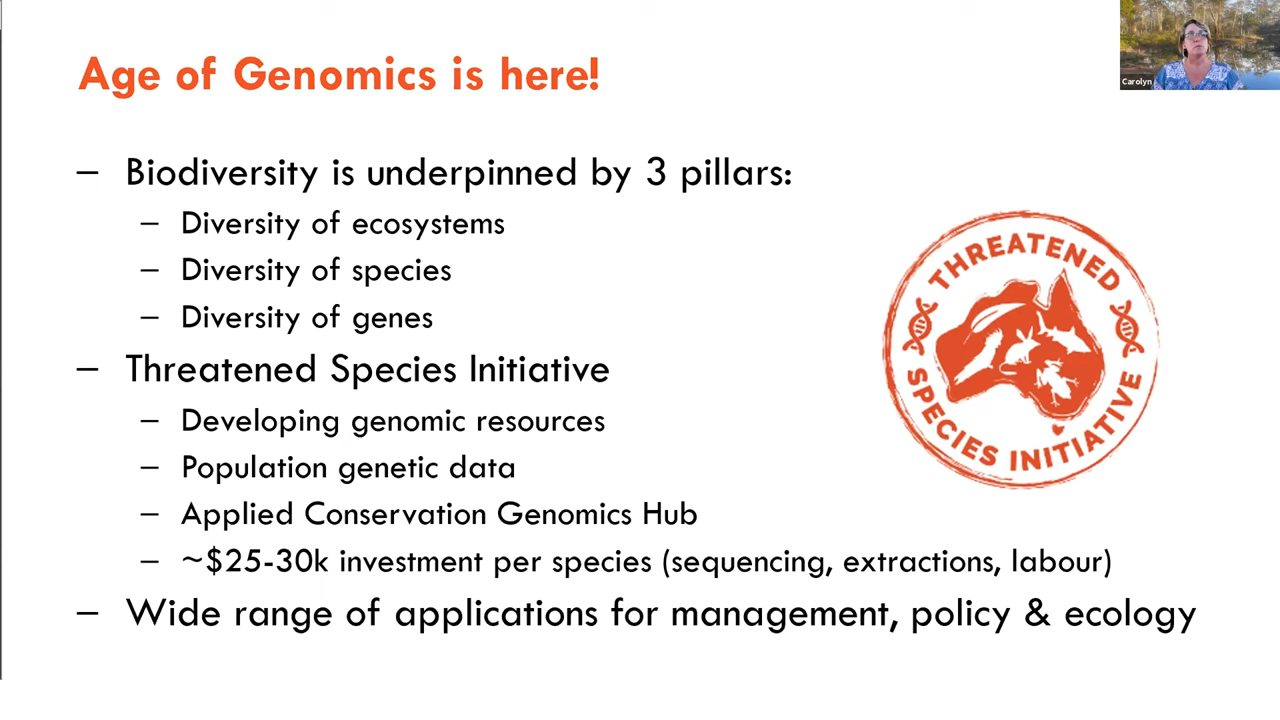 Age of Genomics is here!
Carolyn
– Biodiversity is underpinned by 3 pillars:
– Diversity of ecosystems
– Diversity of species
– Diversity of genes
– Threatened Species Initiative
– Developing genomic resources
– Population genetic data
– Applied Conservation Genomics Hub
– ~$25-30k investment per species (sequencing, extractions, labour)
– Wide range of applications for management, policy & ecology
THREATENED
SPECIES INITIATIVE